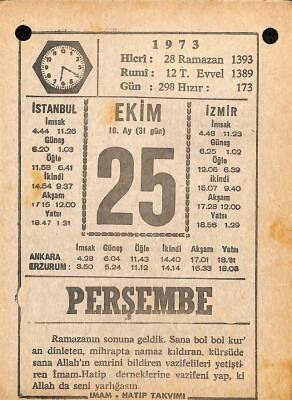 1973
Hicrî : 28 Ramazan 1393
Rumî : 12 T. Evvel 1389
Gün : 298 Hızır : 173
İSTANBUL
İmsak
4.44 11.26
Güneş
6.20 1.03
Öğle
11.58 6.41
İkindi
14.54 9.37
Akşam
17.15 12.00
Yatsı
18.47 1.31
EKİM
10. Ay (31 gün)
25
İZMİR
İmsak
4.48 11.23
Güneş
6.25 1.02
Öğle
12.06 6.39
İkindi
15.07 9.40
Akşam
17.28 12.00
Yatsı
18.56 1.29
İmsak Güneş Öğle İkindi Akşam Yatsı
ANKARA 4.28 6.04 11.43 14.40 17.01 18.31
ERZURUM: 3.50 5.24 11.12 14.14 16.33 18.03
PERŞEMBE
Ramazanın sonuna geldik. Sana bol bol kur'
an dinleten, mihrapta namaz kıldıran, kürsüde
sana Allah'ın emrini bildiren vazifelileri yetişti
ren İmam-Hatip derneklerine vazifeni yap, ki
Allah da seni yarlığasın.
İMAM - HATİP TAKVİMİ